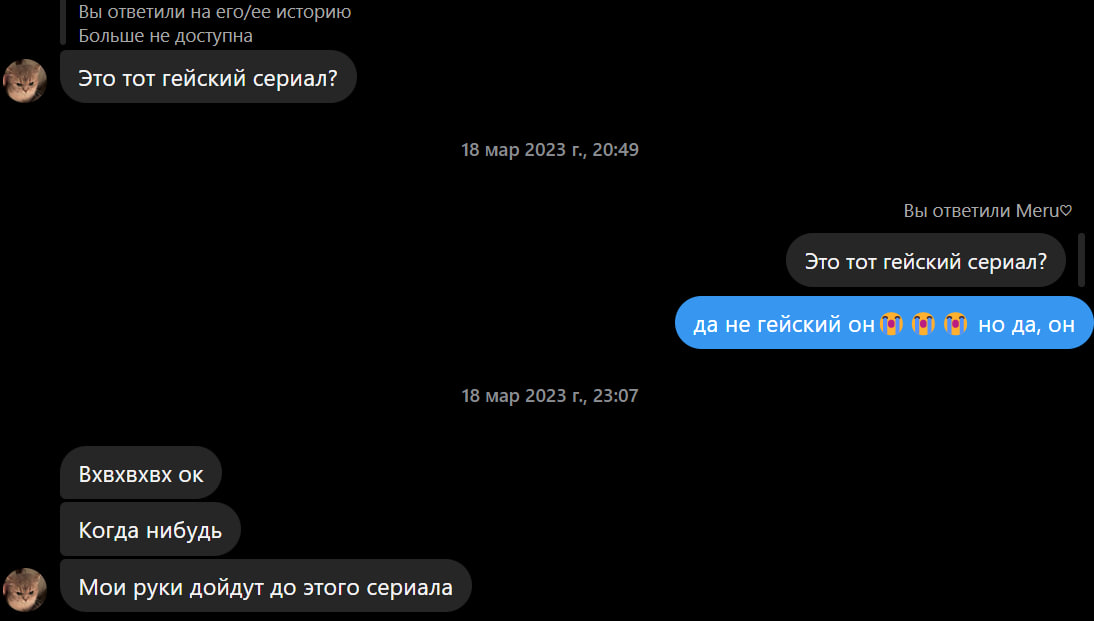 Вы ответили на его/ее историю
Больше не доступна
Это тот гейский сериал?
18 мар 2023 г., 20:49
Вы ответили Meru♡
Это тот гейский сериал?
да не гейский он😭😭😭 но да, он
18 мар 2023 г., 23:07
Вхвхвхвх ок
Когда нибудь
Мои руки дойдут до этого сериала